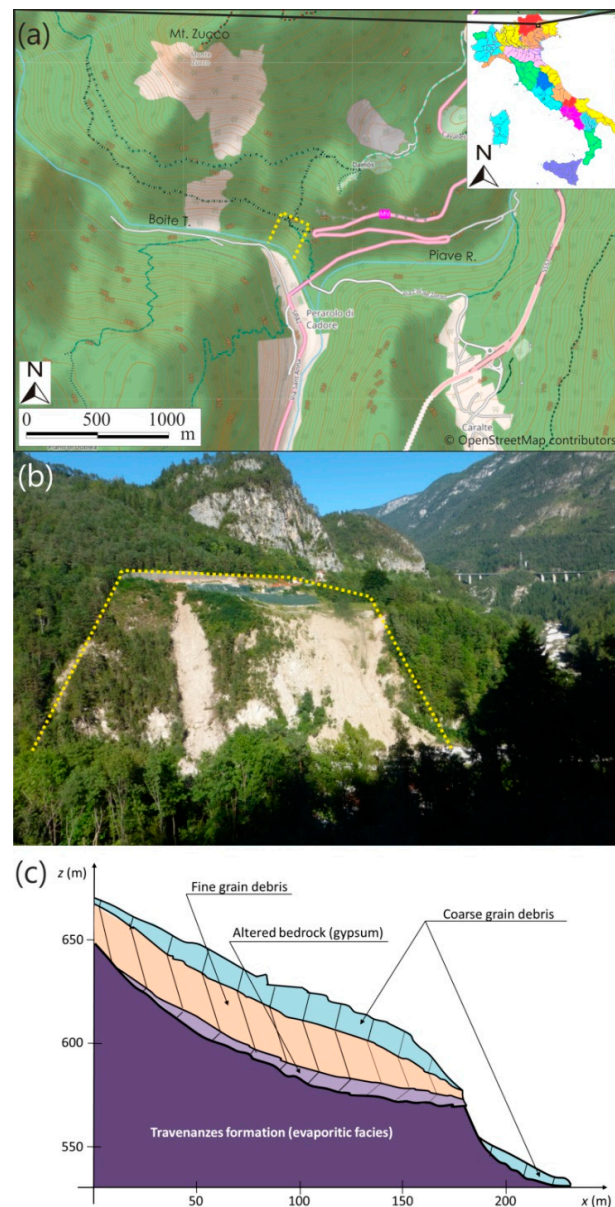 (a)
Mt. Zucco
N
Boite T.
Piave R.
Perarolo di
Cadore
Caralte
N
0 500 1000
m
© OpenStreetMap contributors
(b)
(c)
z (m)
Fine grain debris
Altered bedrock (gypsum)
Coarse grain debris
650
600
550
Travenanzes formation (evaporitic facies)
50 100 150 200 x (m)